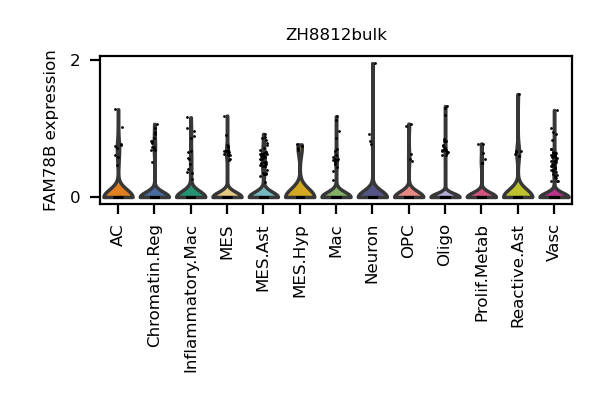 ZH8812bulk
FAM78B expression
2
0
AC
Chromatin.Reg
Inflammatory.Mac
MES
MES.Ast
MES.Hyp
Mac
Neuron
OPC
Oligo
Prolif.Metab
Reactive.Ast
Vasc